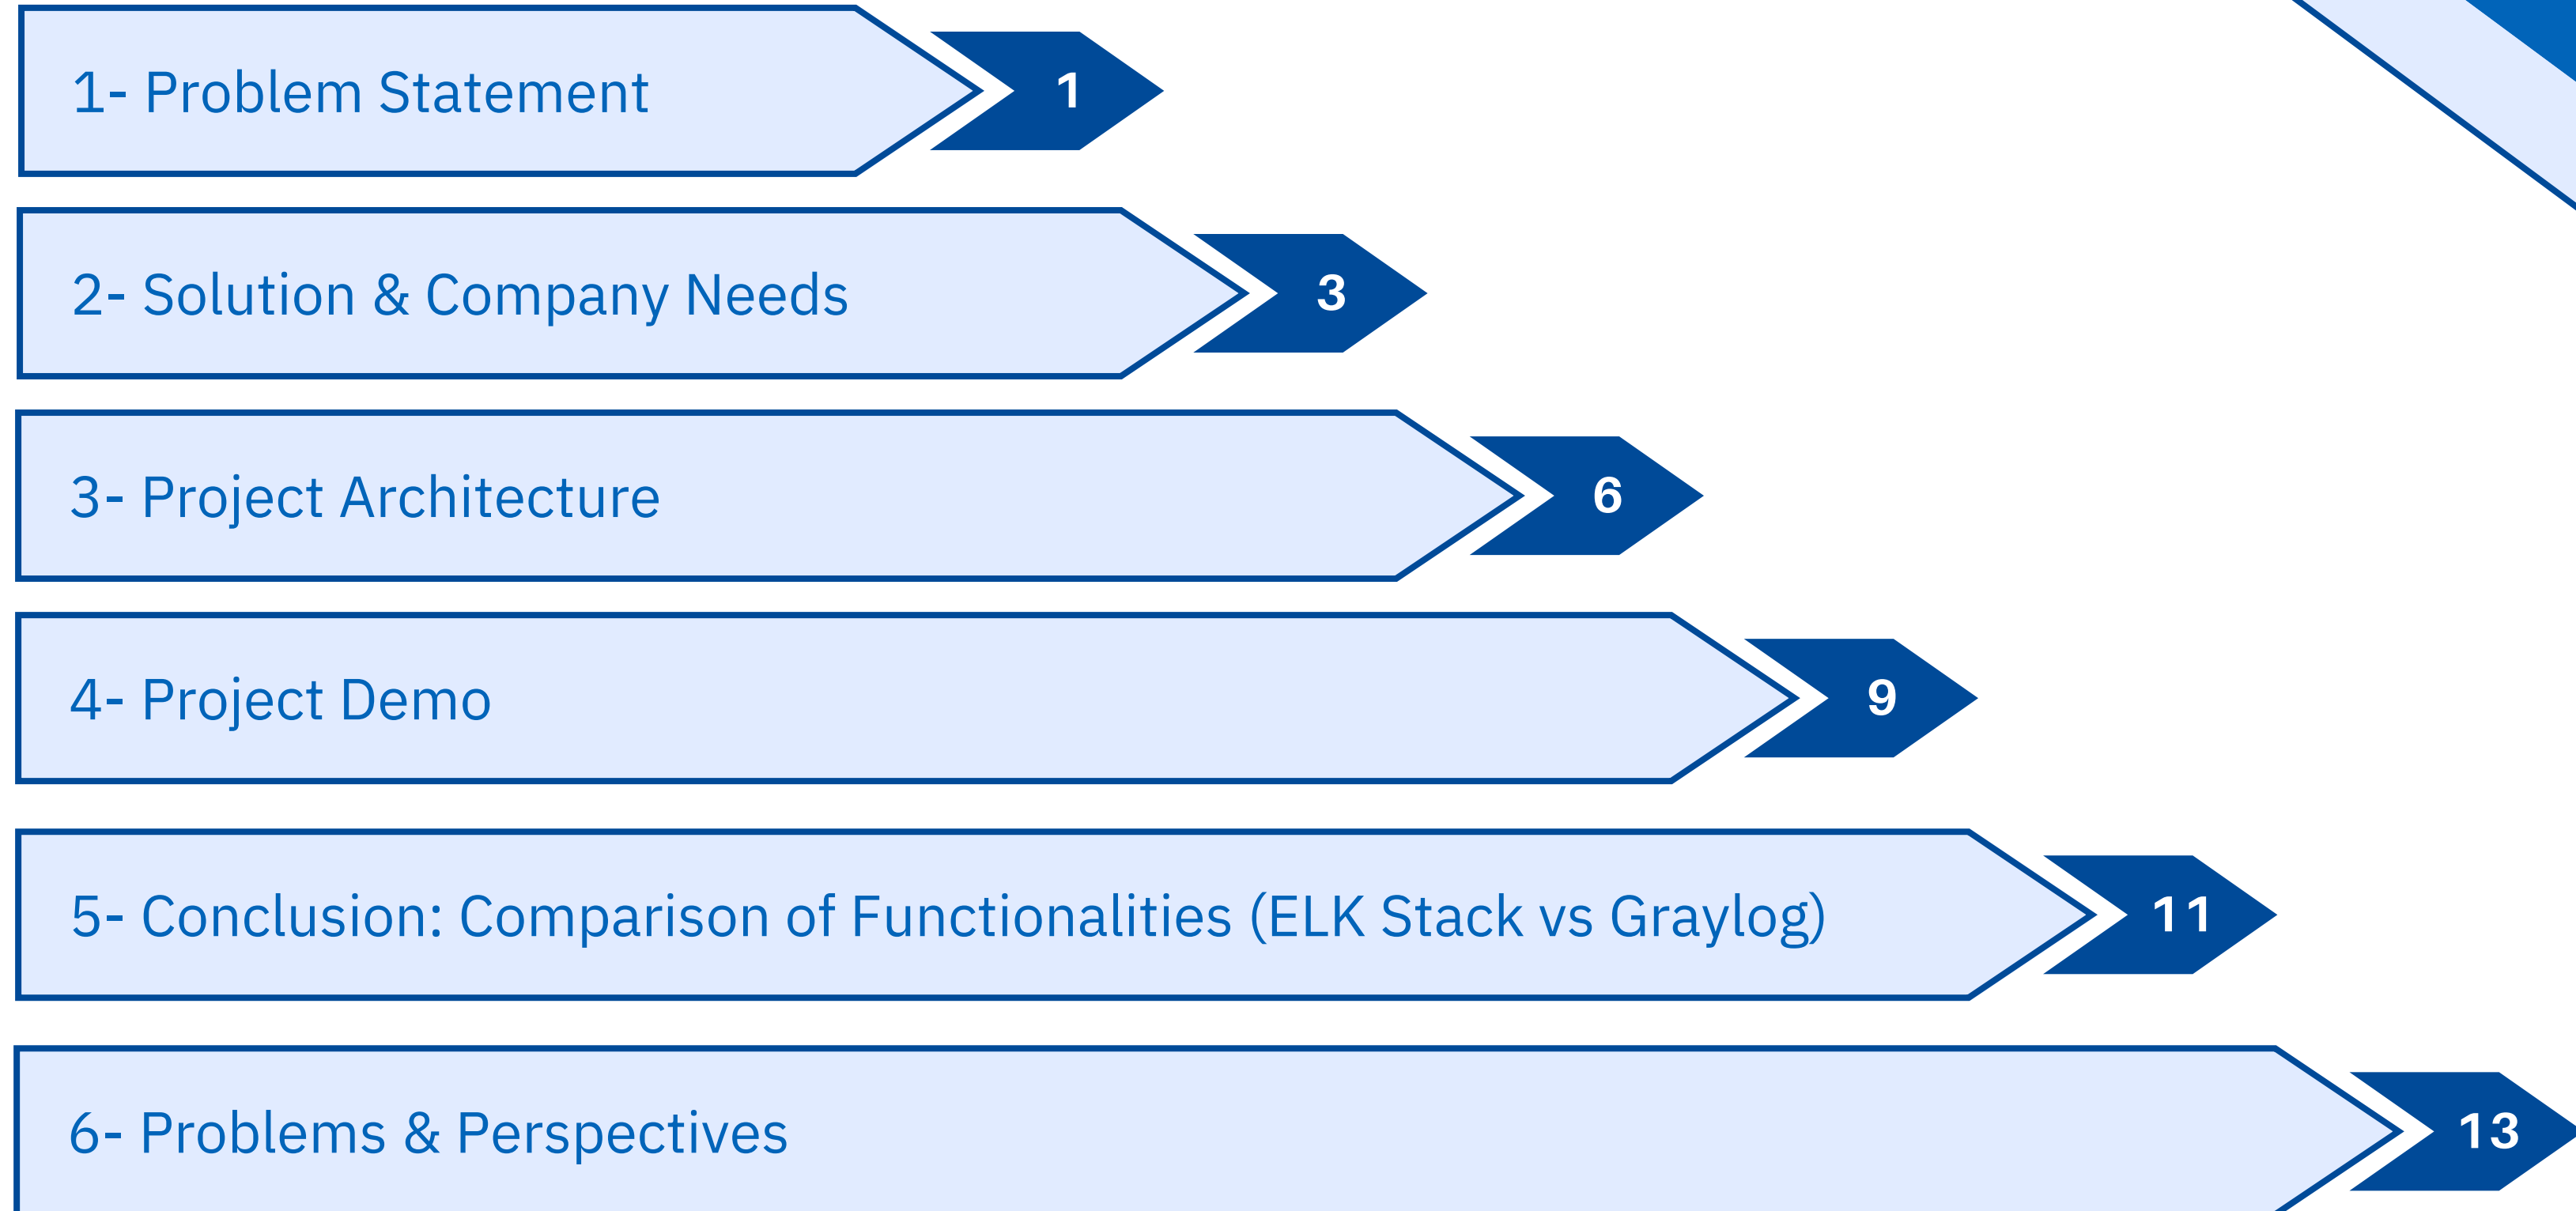 1- Problem Statement
1
2- Solution & Company Needs
3
3- Project Architecture
6
4- Project Demo
9
5- Conclusion: Comparison of Functionalities (ELK Stack vs Graylog)
11
6- Problems & Perspectives
13